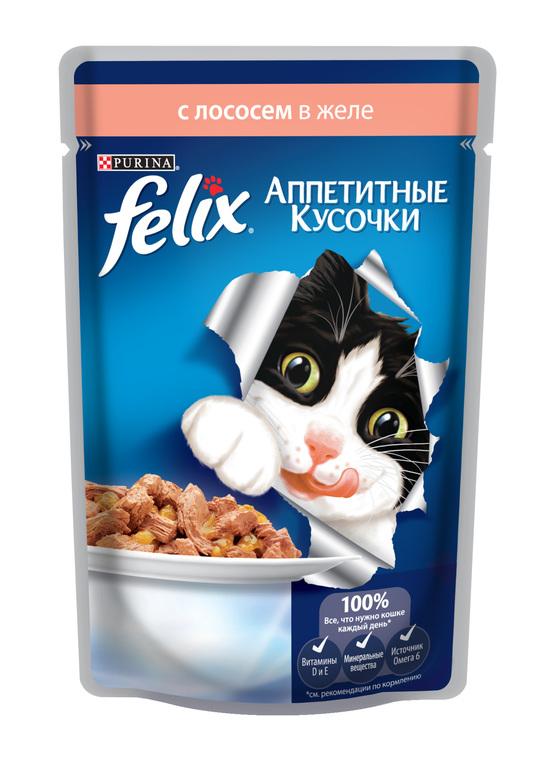 с лососем в желе
PURINA
felix®
Аппетитные
Кусочки
100%
Все, что нужно кошке
каждый день*
Витамины
D и E
Минеральные
вещества
Источник
Омега 6
*см. рекомендации по кормлению